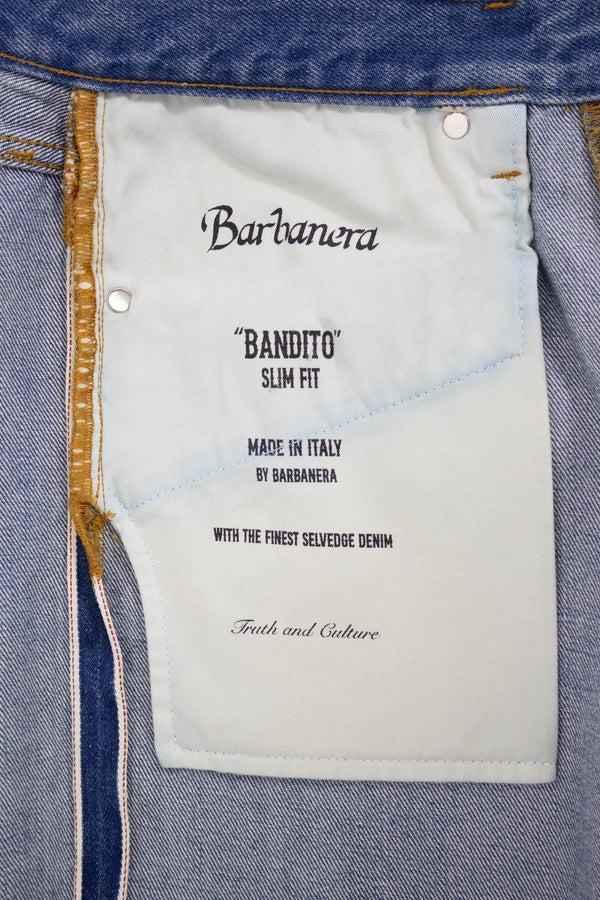 Barbanera
"BANDITO"
SLIM FIT
MADE IN ITALY
BY BARBANERA
WITH THE FINEST SELVEDGE DENIM
Truth and Culture